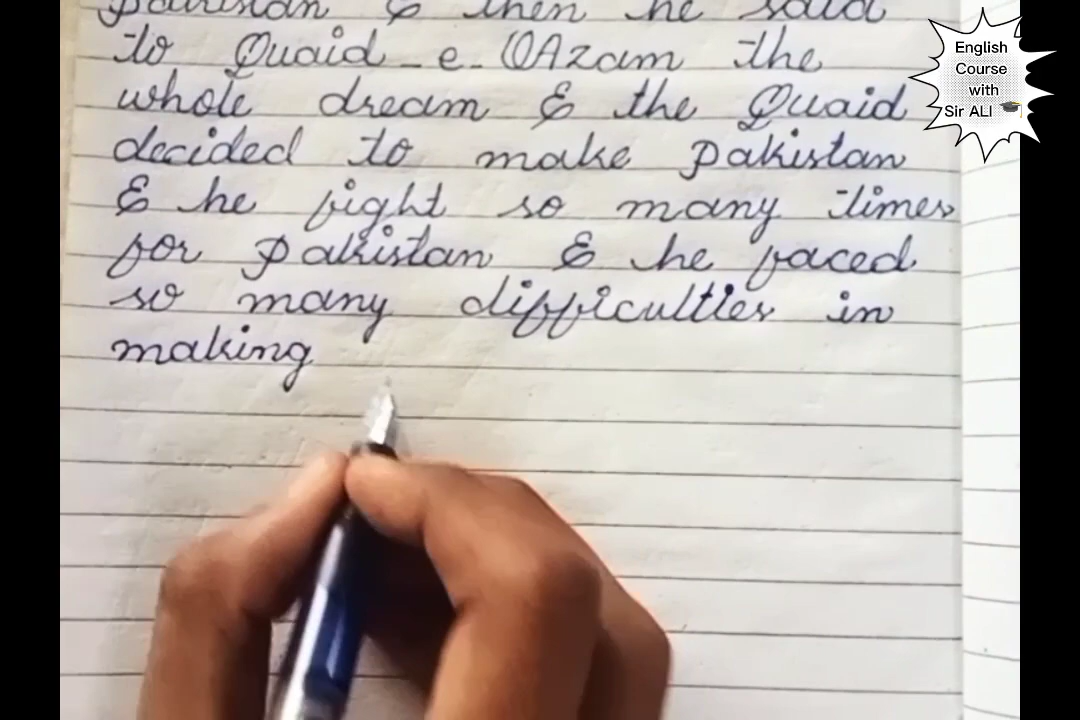 Pakistan & then he said
to Quaid-e-Azam the
whole dream & the Quaid
decided to make Pakistan
& he fight so many times
for Pakistan & he faced
so many difficulties in
making
English
Course
with
Sir ALI